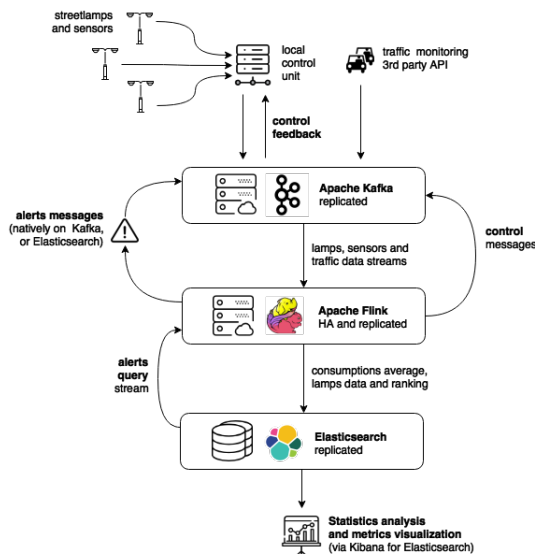 streetlamps
and sensors
local
control
unit
traffic monitoring
3rd party API
control
feedback
Apache Kafka
replicated
alerts messages
(natively on Kafka,
or Elasticsearch)
control
messages
lamps, sensors and
traffic data streams
Apache Flink
HA and replicated
alerts
query
stream
consumptions average,
lamps data and ranking
Elasticsearch
replicated
Statistics analysis
and metrics visualization
(via Kibana for Elasticsearch)